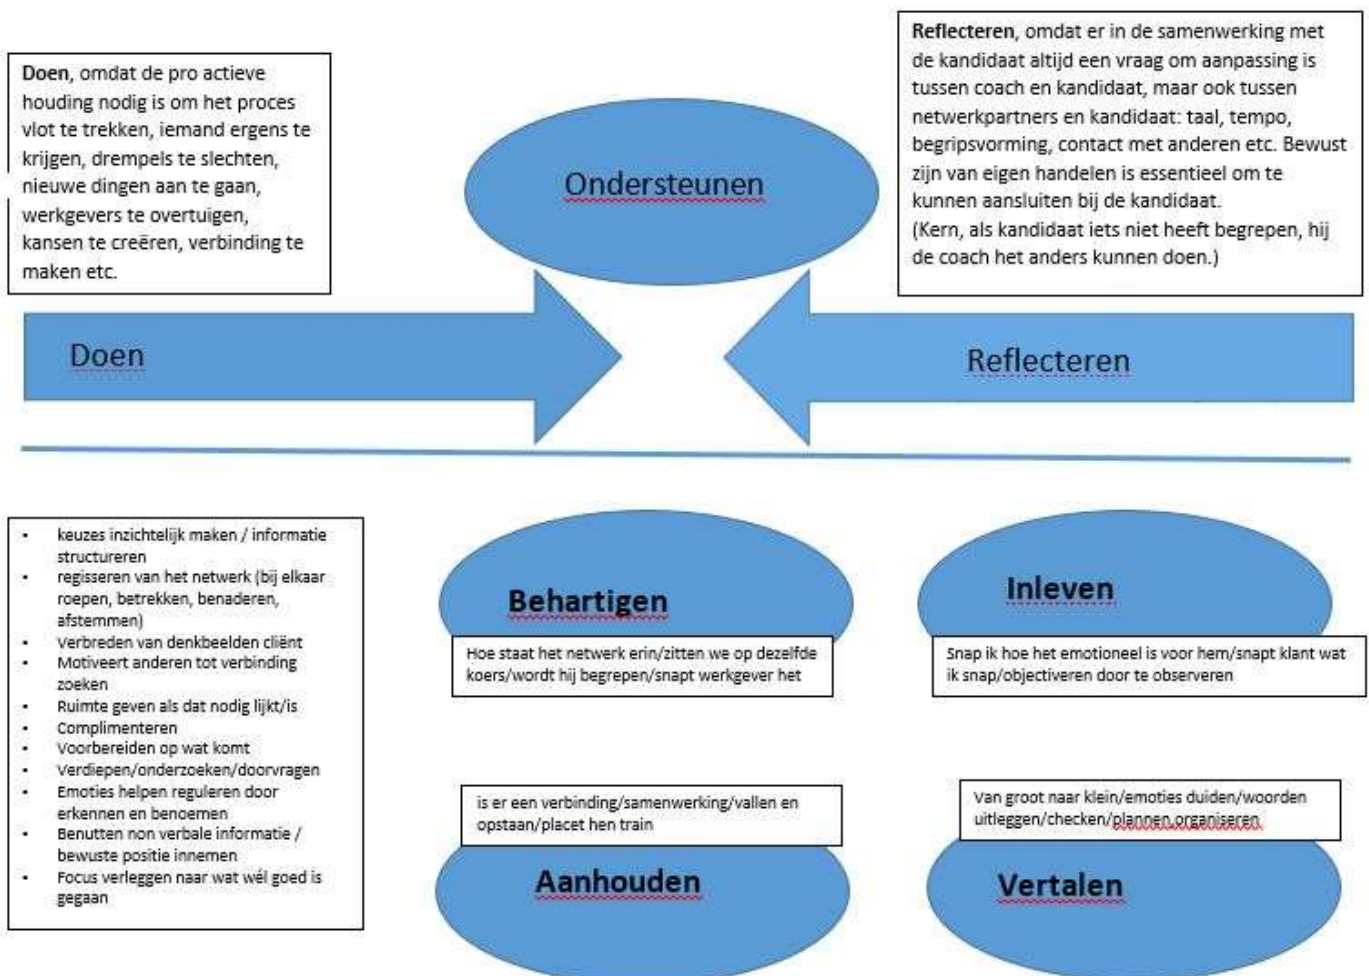 Doen, omdat de pro actieve
houding nodig is om het proces
vlot te trekken, iemand ergens te
krijgen, drempels te slechten,
nieuwe dingen aan te gaan,
werkgevers te overtuigen,
kansen te creëren, verbinding te
maken etc.
Ondersteunen
Reflecteren, omdat er in de samenwerking met
de kandidaat altijd een vraag om aanpassing is
tussen coach en kandidaat, maar ook tussen
netwerkpartners en kandidaat: taal, tempo,
begripsvorming, contact met anderen etc. Bewust
zijn van eigen handelen is essentieel om te
kunnen aansluiten bij de kandidaat.
(Kern, als kandidaat iets niet heeft begrepen, hij
de coach het anders kunnen doen.)
Doen
Reflecteren
• keuzes inzichtelijk maken / informatie
structureren
• regisseren van het netwerk (bij elkaar
roepen, betrekken, benaderen,
afstemmen)
• Verbreden van denkbeelden cliënt
• Motiveert anderen tot verbinding
zoeken
• Ruimte geven als dat nodig lijkt/is
• Complimenteren
• Voorbereiden op wat komt
• Verdiepen/onderzoeken/doorvragen
• Emoties helpen reguleren door
erkennen en benoemen
• Benutten non verbale informatie /
bewuste positie innemen
• Focus verleggen naar wat wél goed is
gegaan
Behartigen
Hoe staat het netwerk erin/zitten we op dezelfde
koers/wordt hij begrepen/snapt werkgever het
Inleven
Snap ik hoe het emotioneel is voor hem/snapt klant wat
ik snap/objectiveren door te observeren
is er een verbinding/samenwerking/vallen en
opstaan/placet hen train
Aanhouden
Van groot naar klein/emoties duiden/woorden
uitleggen/checken/plannen,organiseren
Vertalen